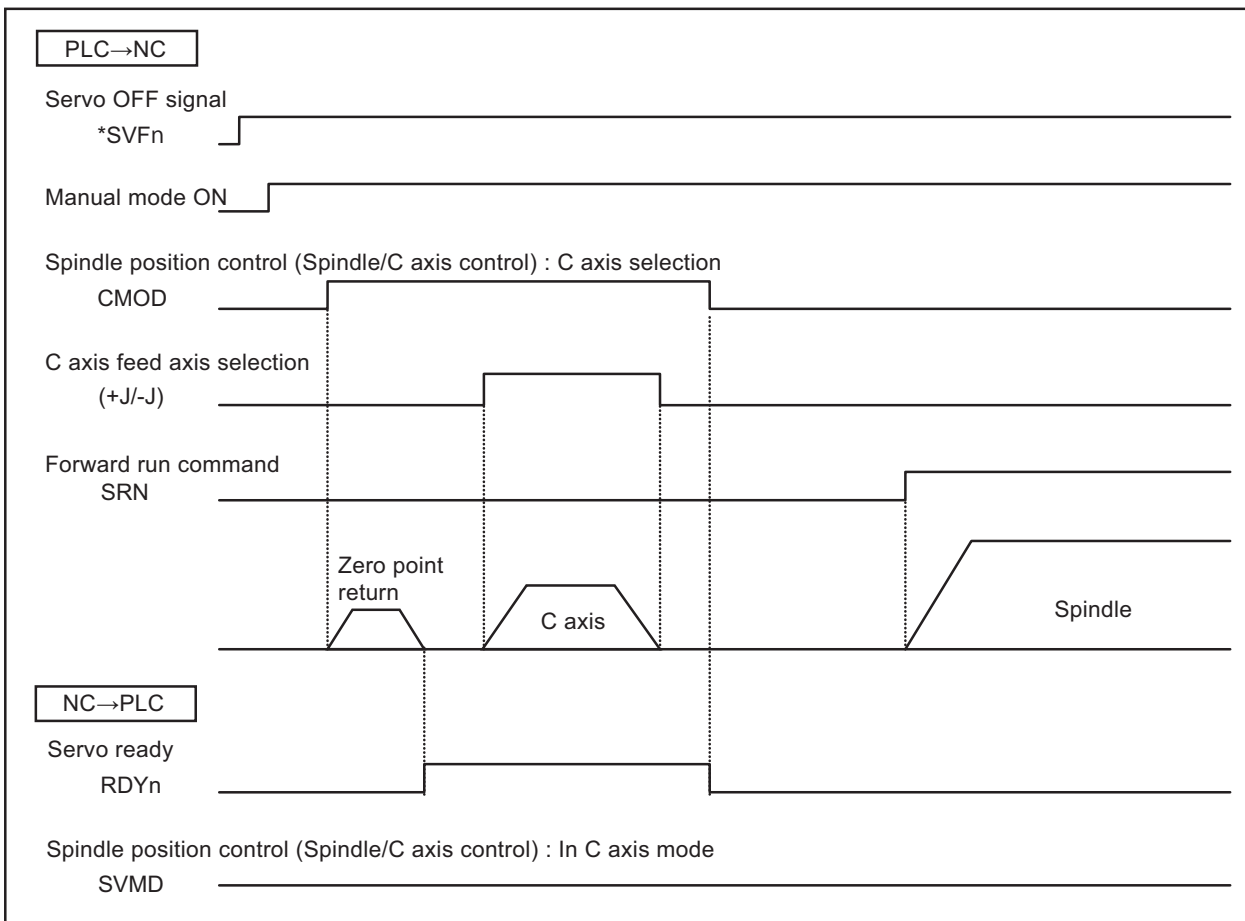 PLC→NC
Servo OFF signal
*SVFn
Manual mode ON
Spindle position control (Spindle/C axis control) : C axis selection
CMOD
C axis feed axis selection
(+J/-J)
Forward run command
SRN
Zero point
return
C axis
Spindle
NC→PLC
Servo ready
RDYn
Spindle position control (Spindle/C axis control) : In C axis mode
SVMD